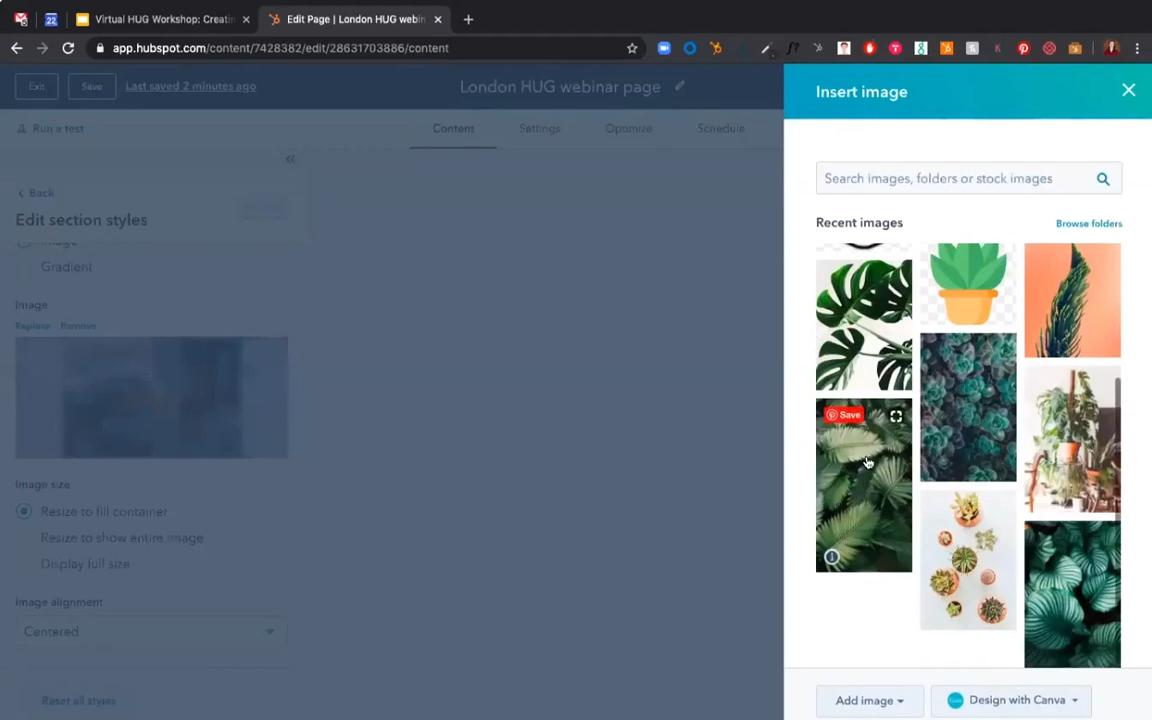 22
Virtual HUG Workshop: Creatin
Edit Page | London HUG webin
app.hubspot.com/content/7428382/edit/28631703886/content
Exit
Save
Last saved 2 minutes ago
London HUG webinar page
Insert image
Run a test
Content
Settings
Optimize
Schedule
Search images, folders or stock images
Back
Edit section styles
Recent images
Browse folders
Image
Gradient
Image
Replace
Remove
Save
Image size
Resize to fill container
Resize to show entire image
Display full size
Image alignment
Centered
Reset all styles
Add image
Design with Canva